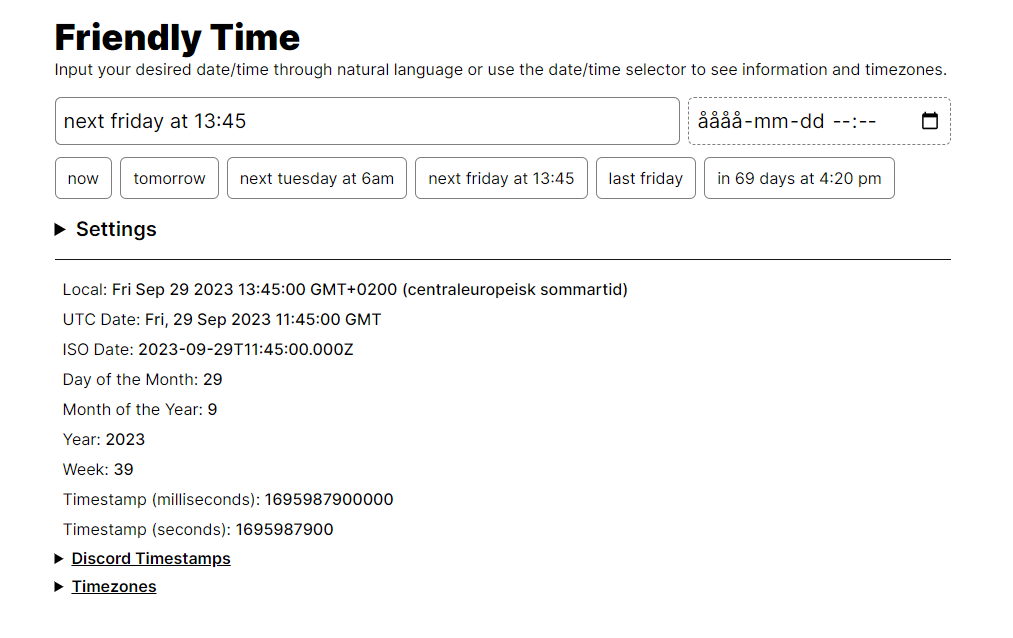 Friendly Time
Input your desired date/time through natural language or use the date/time selector to see information and timezones.
next friday at 13:45 åååå-mm-dd --:--
now tomorrow next tuesday at 6am next friday at 13:45 last friday in 69 days at 4:20 pm
Settings
Local: Fri Sep 29 2023 13:45:00 GMT+0200 (centraleuropeisk sommartid)
UTC Date: Fri, 29 Sep 2023 11:45:00 GMT
ISO Date: 2023-09-29T11:45:00.000Z
Day of the Month: 29
Month of the Year: 9
Year: 2023
Week: 39
Timestamp (milliseconds): 1695987900000
Timestamp (seconds): 1695987900
Discord Timestamps
Timezones